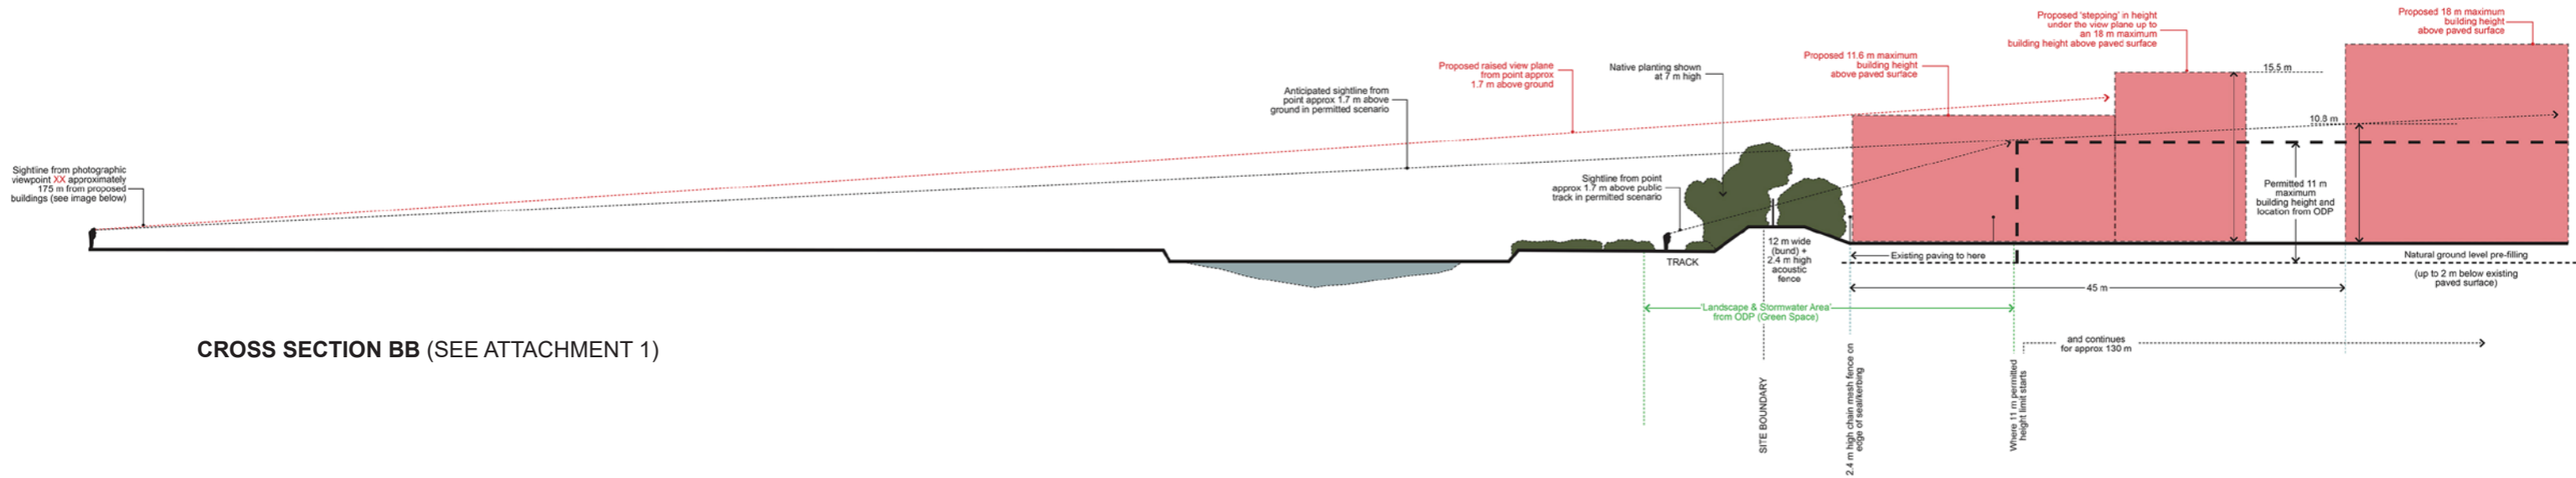 Sightline from photographic
viewpoint XX approximately
175 m from proposed
buildings (see image below)
Anticipated sightline from
point approx 1.7 m above
ground in permitted scenario
Proposed raised view plane
from point approx
1.7 m above ground
Native planting shown
at 7 m high
Sightline from point
approx 1.7 m above public
track in permitted scenario
Proposed 11.6 m maximum
building height
above paved surface
Proposed 'stepping' in height
under the view plane up to
an 18 m maximum
building height above paved surface
Proposed 18 m maximum
building height
above paved surface
15.5 m
10.8 m
Permitted 11 m
maximum
building height and
location from ODP
TRACK
12 m wide
(bund) +
2.4 m high
acoustic
fence
Existing paving to here
Natural ground level pre-filling
(up to 2 m below existing
paved surface)
45 m
'Landscape & Stormwater Area'
from ODP (Green Space)
and continues
for approx 130 m
SITE BOUNDARY
2.4 m high chain mesh fence on
edge of seal/kerbing
Where 11 m permitted
height limit starts
CROSS SECTION BB (SEE ATTACHMENT 1)